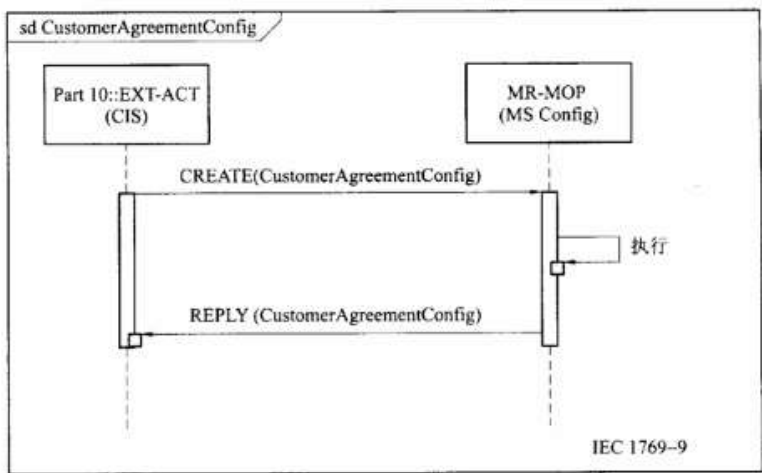 sd CustomerAgreementConfig
Part 10::EXT-ACT
(CIS)
MR-MOP
(MS Config)
CREATE(CustomerAgreementConfig)
执行
REPLY (CustomerAgreementConfig)
IEC 1769--9